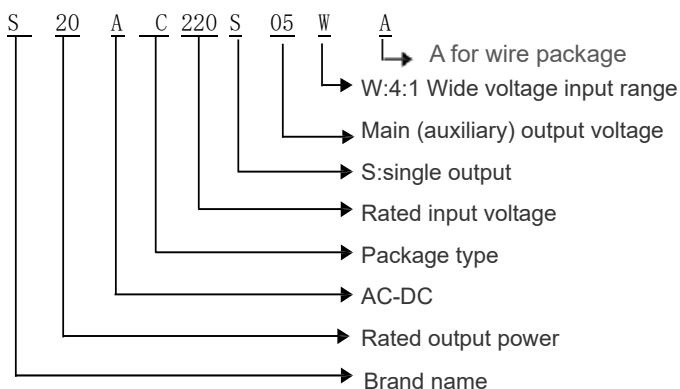 S 20 A C 220 S 05 W A
A for wire package
W:4:1 Wide voltage input range
Main (auxiliary) output voltage
S:single output
Rated input voltage
Package type
AC-DC
Rated output power
Brand name